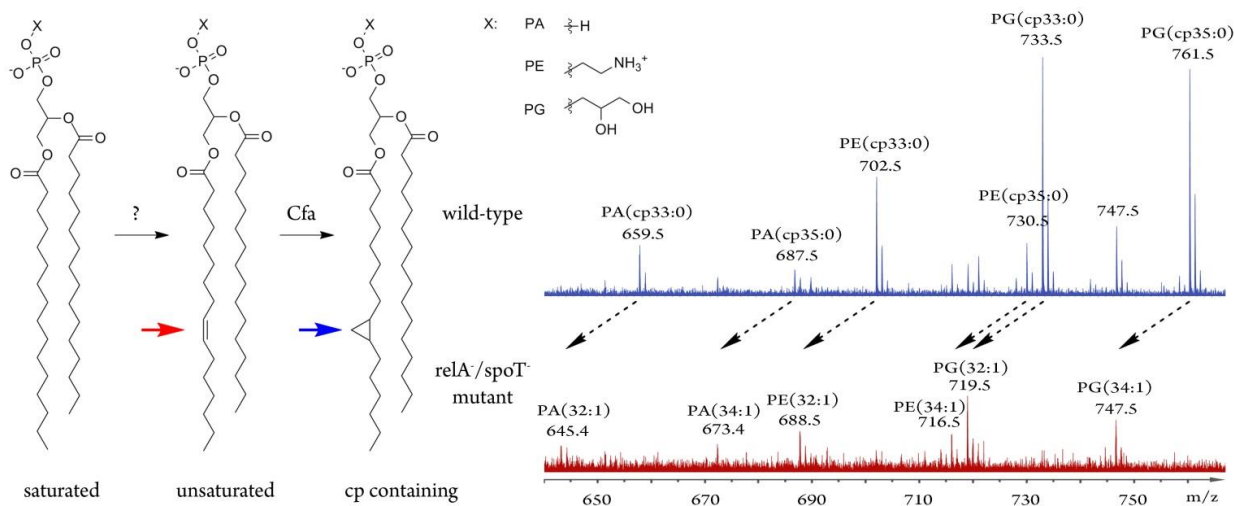 X
O
O
P
⁻O
O
O
O
O
O
X
O
O
P
⁻O
O
O
O
O
O
X
O
O
P
⁻O
O
O
O
O
O
X: PA H
PE NH₃⁺
PG OH
OH
?
Cfa
saturated
unsaturated
cp containing
wild-type
PA(cp33:0)
659.5
PA(cp35:0)
687.5
PE(cp33:0)
702.5
PE(cp35:0)
730.5
PG(cp33:0)
733.5
747.5
PG(cp35:0)
761.5
relA⁻/spoT⁻
mutant
PA(32:1)
645.4
PA(34:1)
673.4
PE(32:1)
688.5
PE(34:1)
716.5
PG(32:1)
719.5
PG(34:1)
747.5
650 670 690 710 730 750 m/z